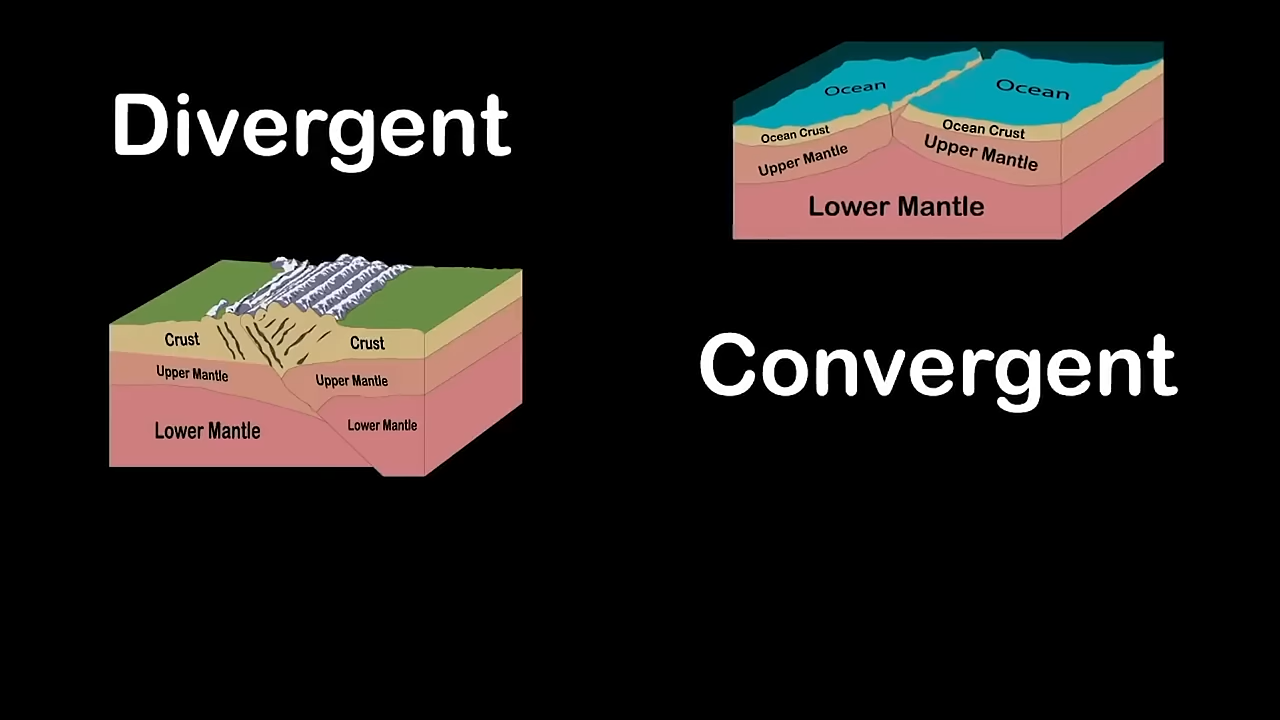 Divergent
Ocean
Ocean
Ocean Crust
Ocean Crust
Upper Mantle
Upper Mantle
Lower Mantle
Crust
Crust
Upper Mantle
Upper Mantle
Lower Mantle
Lower Mantle
Convergent